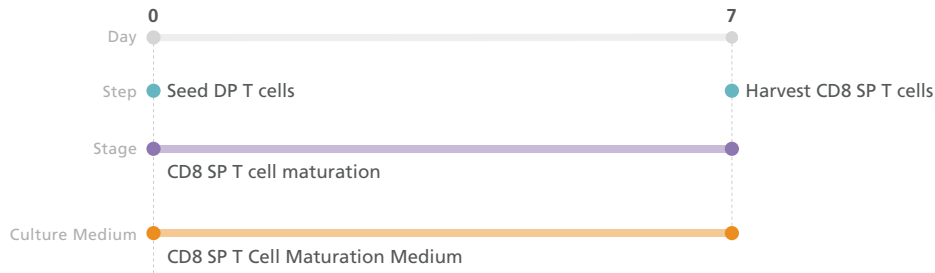 0 7
Day
Step Seed DP T cells Harvest CD8 SP T cells
Stage
CD8 SP T cell maturation
Culture Medium
CD8 SP T Cell Maturation Medium